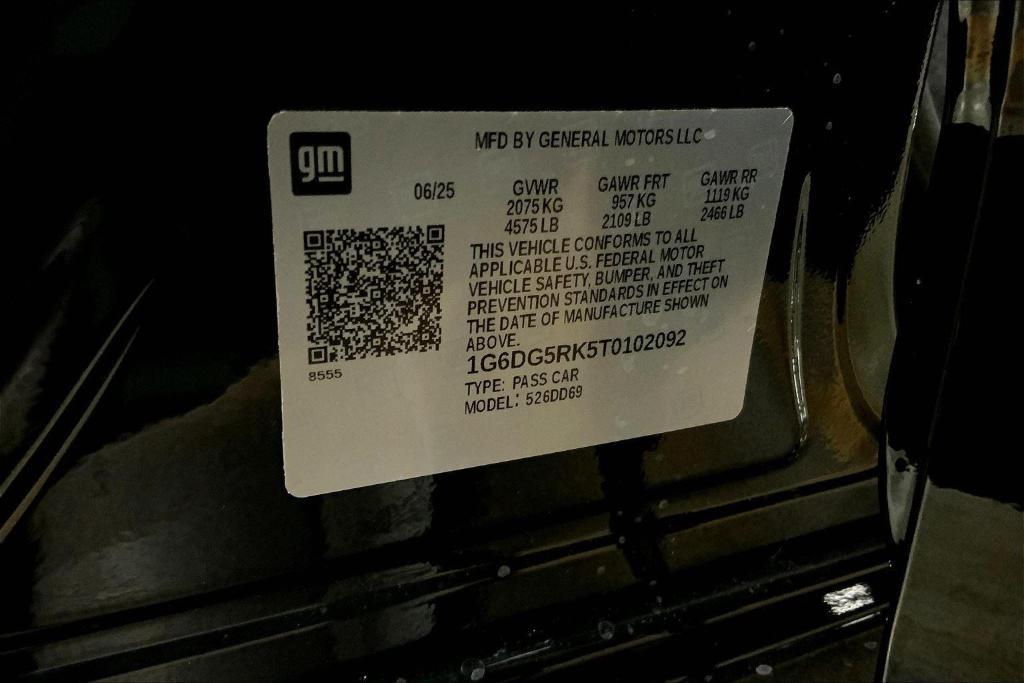 gm
MFD BY GENERAL MOTORS LLC
06/25
GVWR
2075 KG
4575 LB
GAWR FRT
957 KG
2109 LB
GAWR RR
1119 KG
2466 LB
THIS VEHICLE CONFORMS TO ALL
APPLICABLE U.S. FEDERAL MOTOR
VEHICLE SAFETY, BUMPER, AND THEFT
PREVENTION STANDARDS IN EFFECT ON
THE DATE OF MANUFACTURE SHOWN
ABOVE.
1G6DG5RK5T0102092
TYPE: PASS CAR
MODEL: 526DD69
8555